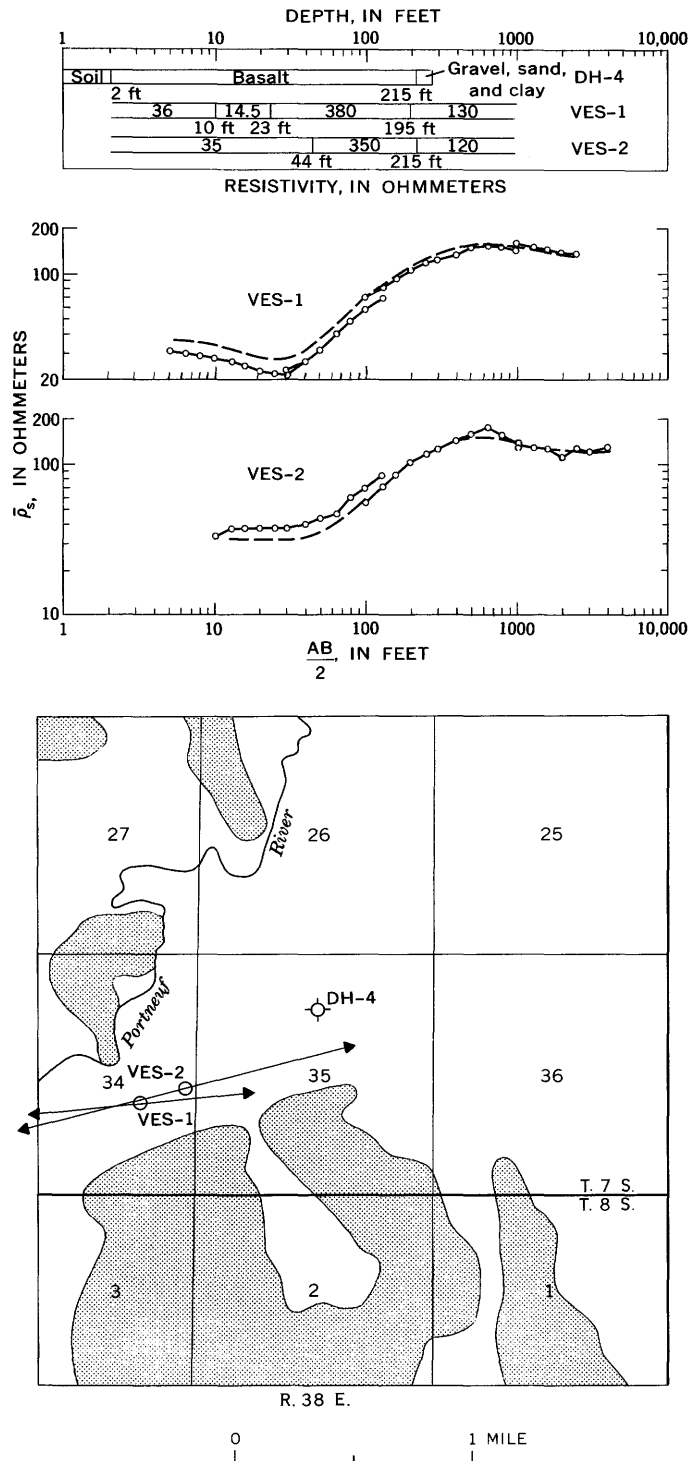 DEPTH, IN FEET
1 10 100 1000 10,000
Soil Basalt Gravel, sand, and clay DH-4
2 ft 215 ft
36 14.5 380 130 VES-1
10 ft 23 ft 195 ft
35 350 120 VES-2
44 ft 215 ft
RESISTIVITY, IN OHMMETERS
200
100
VES-1
20
200
100
VES-2
10
ρ̄s, IN OHMMETERS
1 10 100 1000 10,000
AB/2, IN FEET
27 26 25
River
Portneuf
DH-4
34 VES-2 35 36
VES-1
T. 7 S.
T. 8 S.
3 2 1
R. 38 E.
0 1 MILE